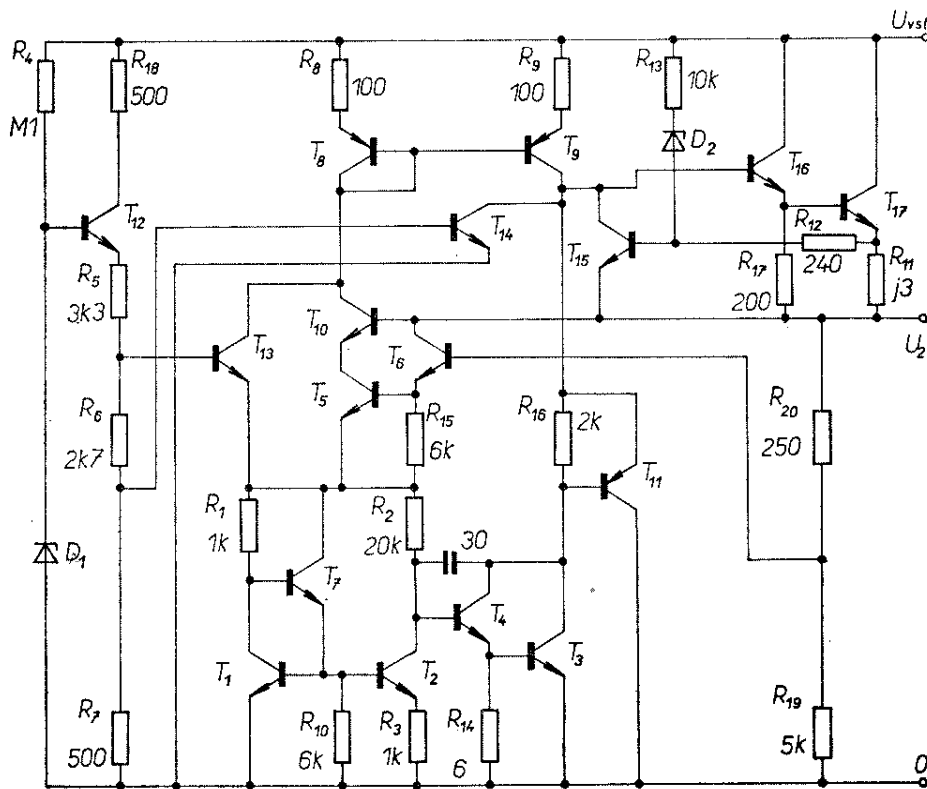 Uvst
R4
R18
R8
R9
R13
500
100
100
10k
M1
T8
T9
D2
T16
T12
T14
T17
R12
T15
R5
3k3
240
R17
R11
200
j3
T10
T13
T6
U2
T5
R6
R15
R16
2k
R20
2k7
6k
250
T11
R1
R2
1k
20k
30
D1
T7
T4
T3
T1
T2
R7
R10
R3
R14
R19
500
6k
1k
6
5k
0